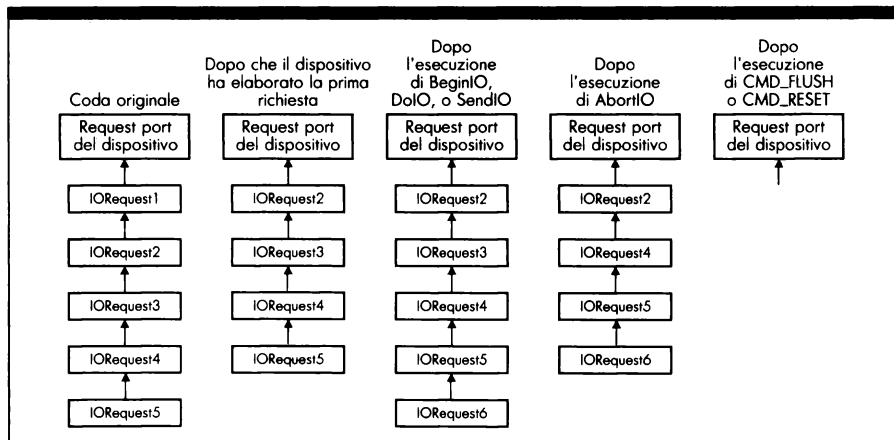 Coda originale
Request port
del dispositivo
IORequest1
IORequest2
IORequest3
IORequest4
IORequest5
Dopo che il dispositivo
ha elaborato la prima
richiesta
Request port
del dispositivo
IORequest2
IORequest3
IORequest4
IORequest5
Dopo
l'esecuzione
di BeginIO,
DoIO, o SendIO
Request port
del dispositivo
IORequest2
IORequest3
IORequest4
IORequest5
IORequest6
Dopo
l'esecuzione
di AbortIO
Request port
del dispositivo
IORequest2
IORequest4
IORequest5
IORequest6
Dopo
l'esecuzione
di CMD_FLUSH
o CMD_RESET
Request port
del dispositivo